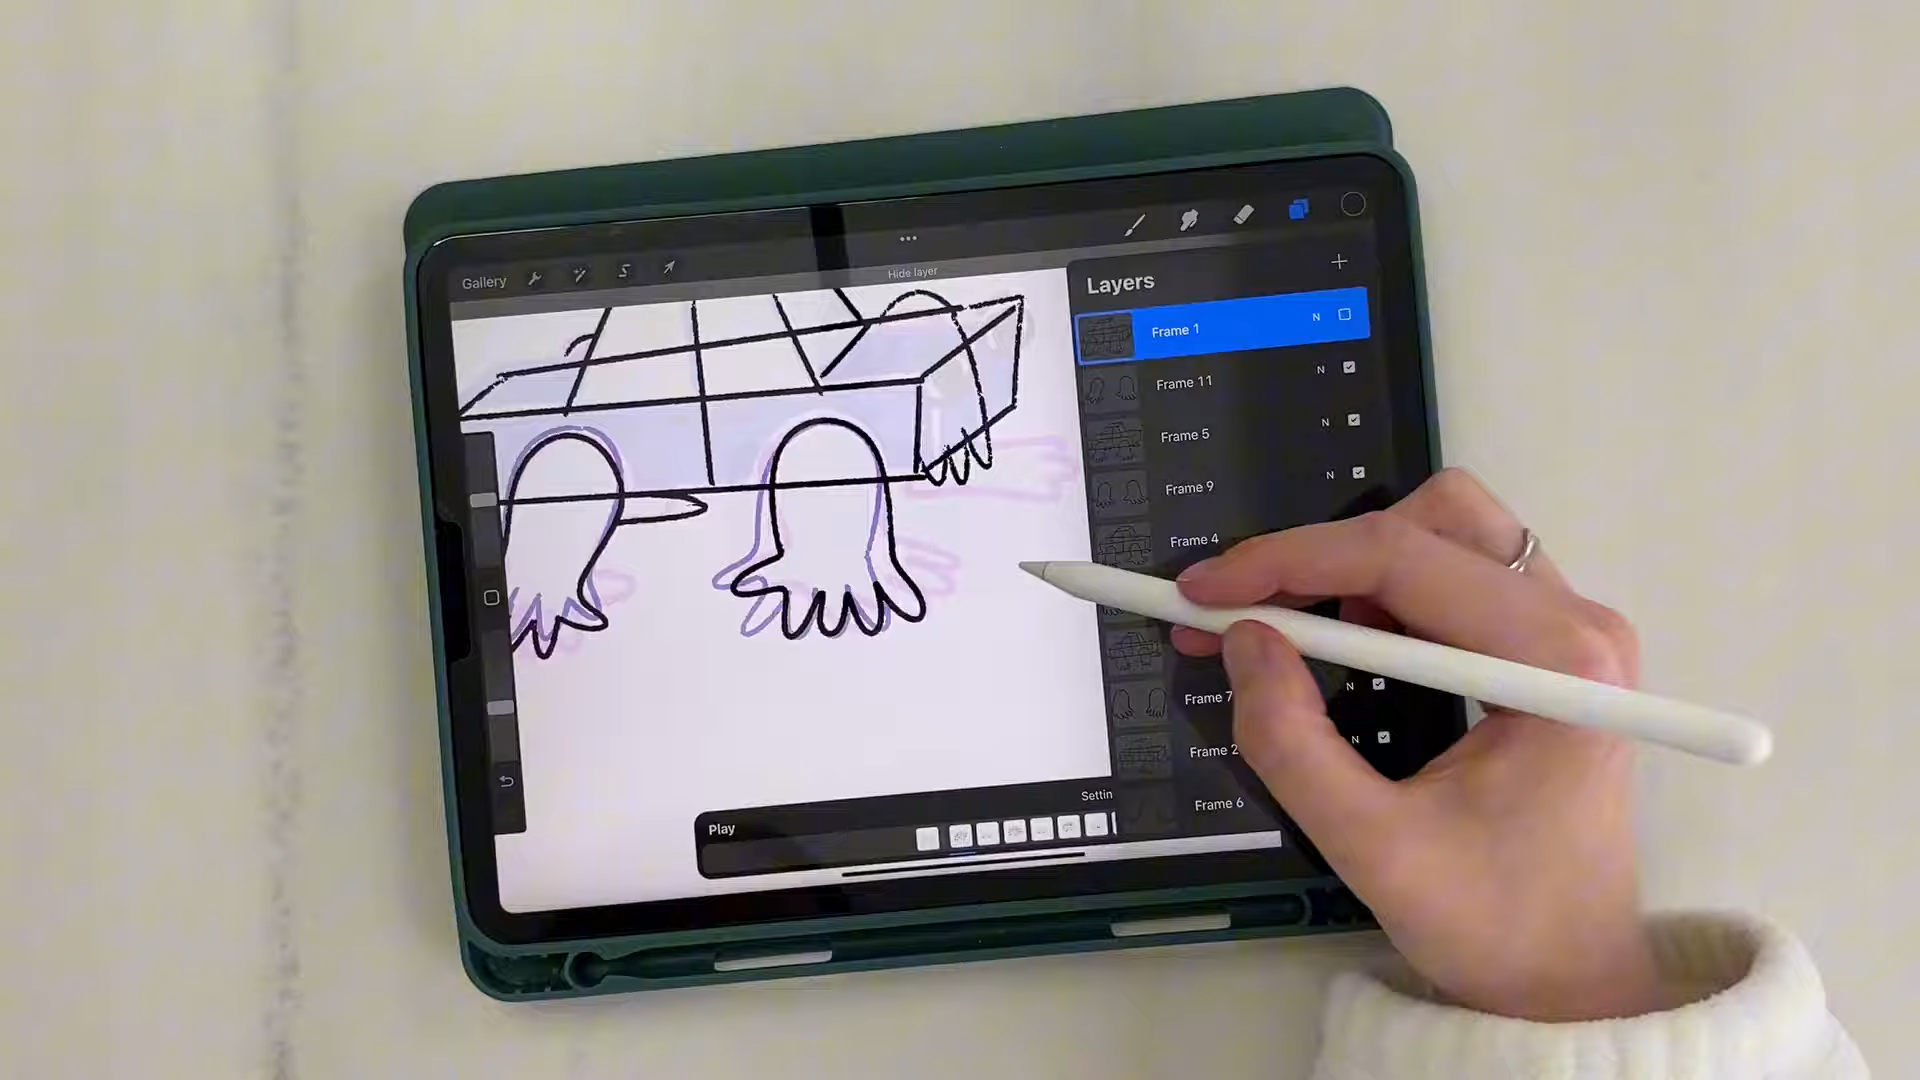 Gallery
Hide layer
Layers
Frame 1 N
Frame 11 N
Frame 5 N
Frame 9 N
Frame 4
Frame 7 N
Frame 2 N
Frame 6
Settin
Play